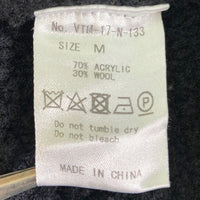 No. VTM-17-N-133
SIZE M
70% ACRYLIC
30% WOOL
P
Do not tumble dry
Do not bleach
MADE IN CHINA